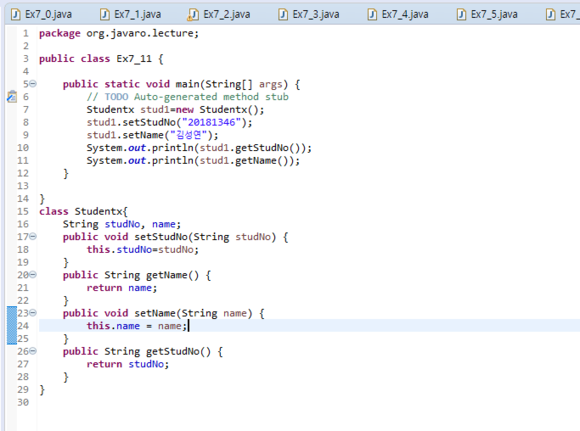 Ex7_0.java Ex7_1.java Ex7_2.java Ex7_3.java Ex7_4.java Ex7_5.java Ex7_
1 package org.javaro.lecture;
2
3 public class Ex7_11 {
4
5 public static void main(String[] args) {
6 // TODO Auto-generated method stub
7 Studentx stud1=new Studentx();
8 stud1.setStudNo("20181346");
9 stud1.setName("김성연");
10 System.out.println(stud1.getStudNo());
11 System.out.println(stud1.getName());
12 }
13
14 }
15 class Studentx{
16 String studNo, name;
17 public void setStudNo(String studNo) {
18 this.studNo=studNo;
19 }
20 public String getName() {
21 return name;
22 }
23 public void setName(String name) {
24 this.name = name;
25 }
26 public String getStudNo() {
27 return studNo;
28 }
29 }
30